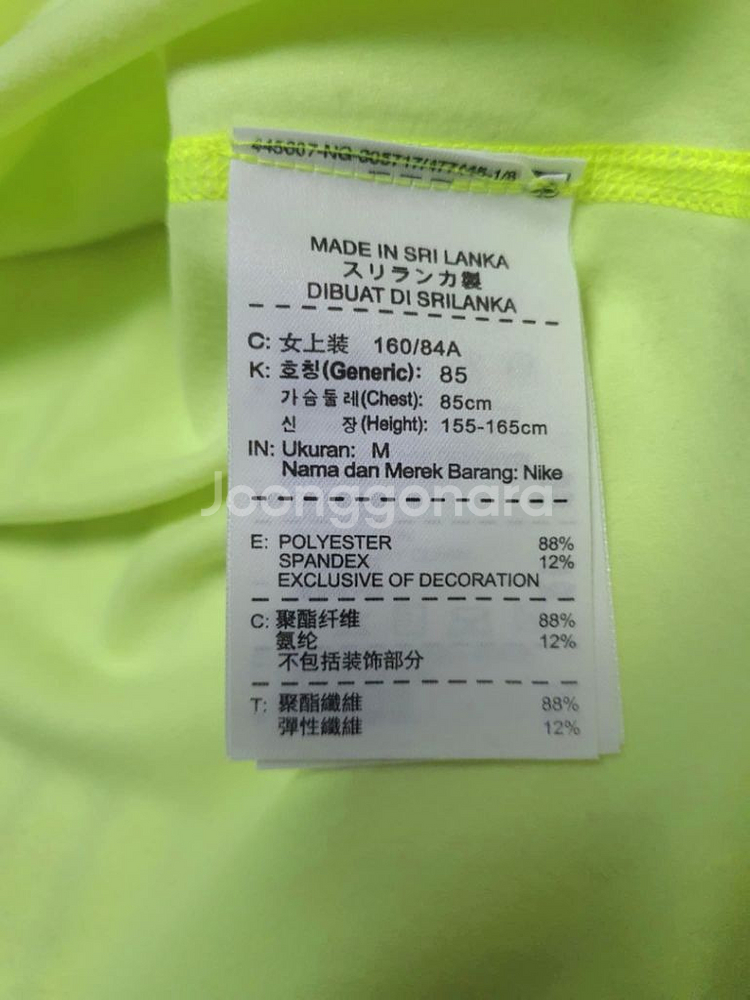 MADE IN SRI LANKA
スリランカ製
DIBUAT DI SRILANKA
C: 女上装 160/84A
K: 호칭(Generic): 85
가슴둘레(Chest): 85cm
신 장(Height): 155-165cm
IN: Ukuran: M
Nama dan Merek Barang: Nike
Joonggonara
E: POLYESTER 88%
SPANDEX 12%
EXCLUSIVE OF DECORATION
C: 聚酯纤维 88%
氨纶 12%
不包括装饰部分
T: 聚酯纖維 88%
彈性纖維 12%